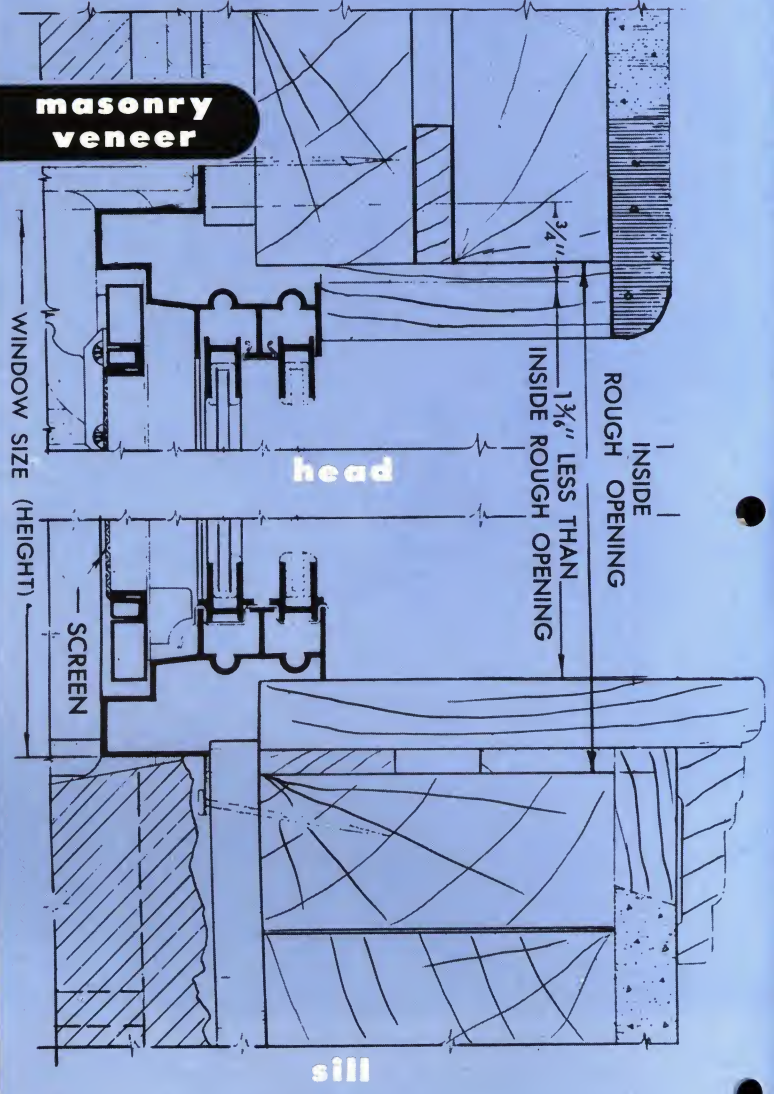 masonry
veneer
3/4"
INSIDE
ROUGH OPENING
1 3/16" LESS THAN
INSIDE ROUGH OPENING
head
WINDOW SIZE (HEIGHT)
SCREEN
sill